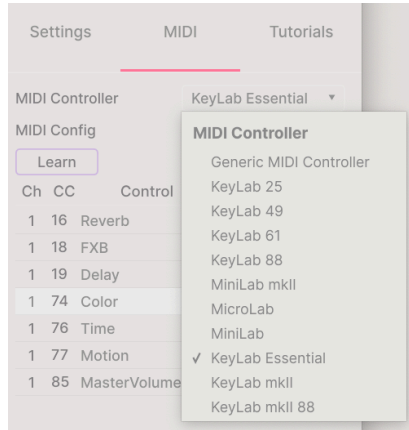 Settings MIDI Tutorials
MIDI Controller KeyLab Essential
MIDI Config
Learn
Ch CC Control
1 16 Reverb
1 18 FXB
1 19 Delay
1 74 Color
1 76 Time
1 77 Motion
1 85 MasterVolume
MIDI Controller
Generic MIDI Controller
KeyLab 25
KeyLab 49
KeyLab 61
KeyLab 88
MiniLab mkII
MicroLab
MiniLab
✓ KeyLab Essential
KeyLab mkII
KeyLab mkII 88